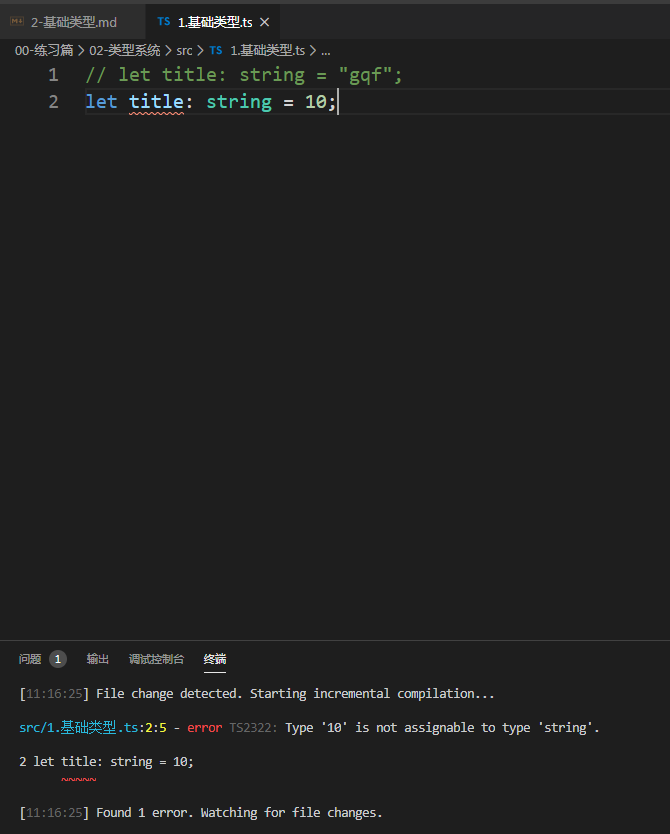 2-基础类型.md TS 1.基础类型.ts
00-练习篇 > 02-类型系统 > src > TS 1.基础类型.ts > ...
1 // let title: string = "gqf";
2 let title: string = 10;
问题 1 输出 调试控制台 终端
[11:16:25] File change detected. Starting incremental compilation...
src/1.基础类型.ts:2:5 - error TS2322: Type '10' is not assignable to type 'string'.
2 let title: string = 10;
~~~~~
[11:16:25] Found 1 error. Watching for file changes.